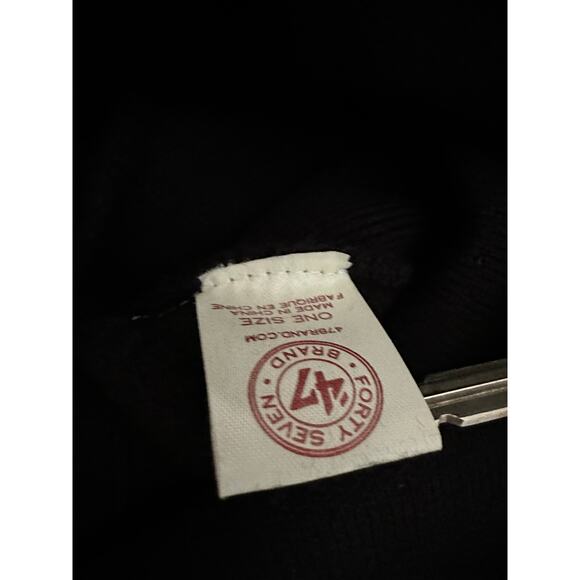 FORTY SEVEN • BRAND •
'47
47BRAND.COM
ONE SIZE
MADE IN CHINA
FABRIQUE EN CHINE